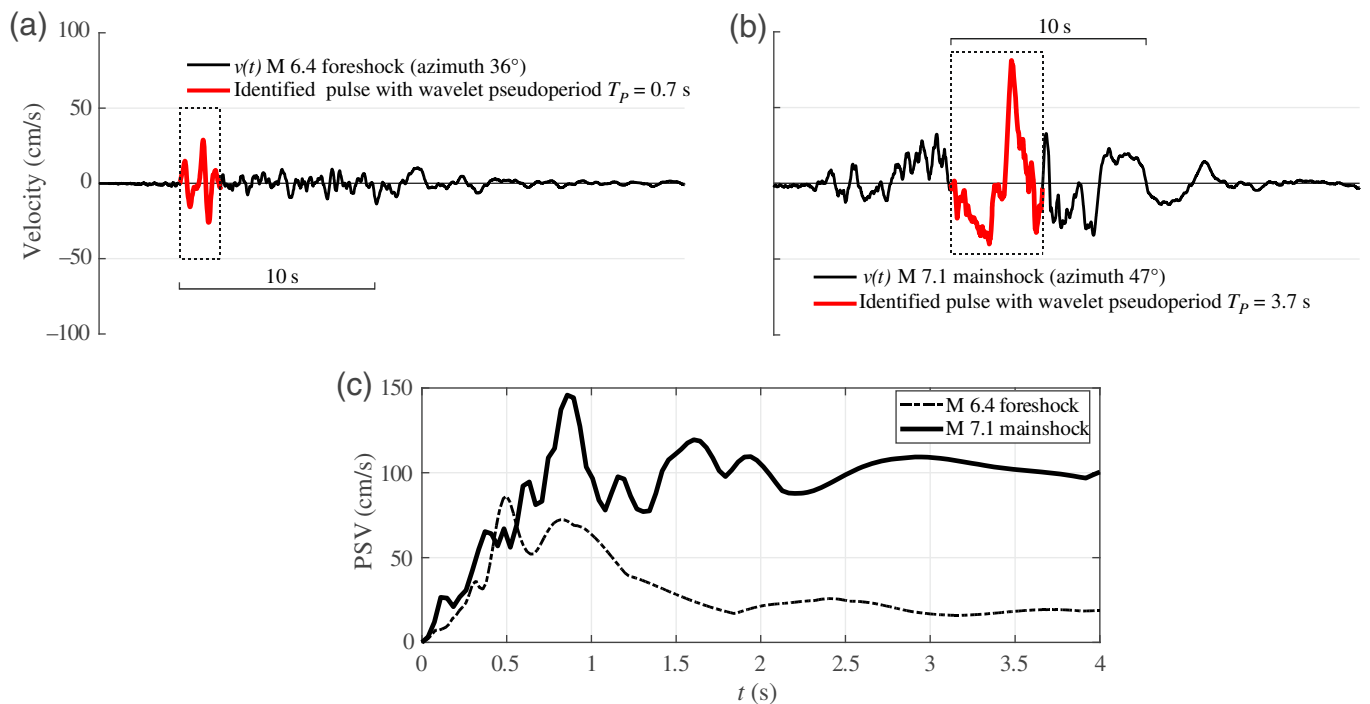 (a)
100
50
0
−50
−100
Velocity (cm/s)
v(t) M 6.4 foreshock (azimuth 36°)
Identified pulse with wavelet pseudoperiod T_P = 0.7 s
10 s
(b)
10 s
v(t) M 7.1 mainshock (azimuth 47°)
Identified pulse with wavelet pseudoperiod T_P = 3.7 s
(c)
150
100
50
0
PSV (cm/s)
M 6.4 foreshock
M 7.1 mainshock
0 0.5 1 1.5 2 2.5 3 3.5 4
t (s)